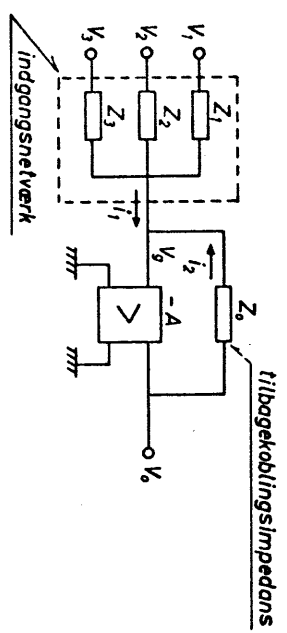 tilbagekoblingsimpedans
Z₀
i₂
V₁
Z₁
V₂
Z₂
V₃
Z₃
i₁
Vg
-A
V₀
indgangsnetværk